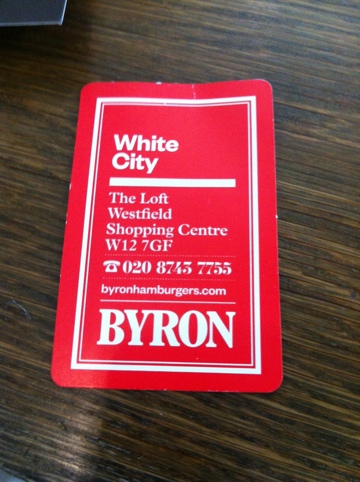 White
City
The Loft
Westfield
Shopping Centre
W12 7GF
☎ 020 8743 7755
byronhamburgers.com
BYRON